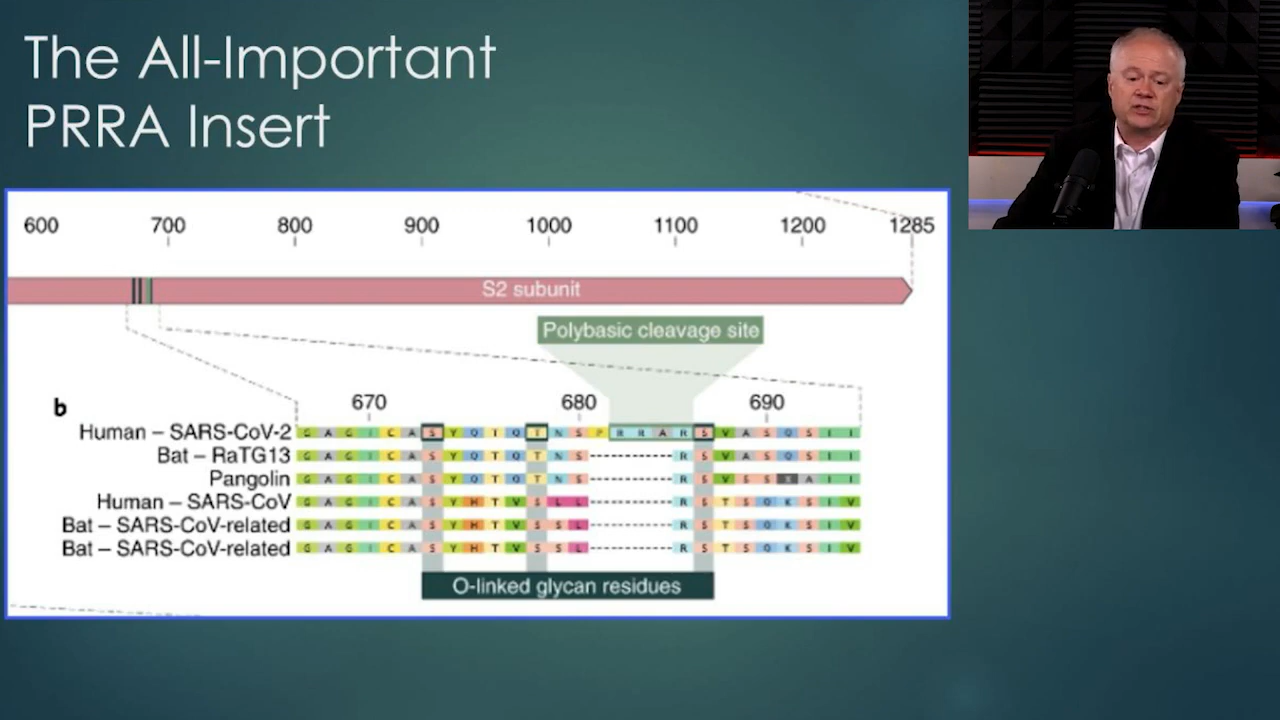 The All-Important
PRRA Insert
600 700 800 900 1000 1100 1200 1285
S2 subunit
Polybasic cleavage site
b
670 680 690
Human – SARS-CoV-2 G A G I C A S Y Q T Q T N S P R R A R S V A S Q S I I
Bat – RaTG13 G A G I C A S Y Q T Q T N S ---------- R S V A S Q S I I
Pangolin G A G I C A S Y Q T Q T N S ---------- R S V S S X A I I
Human – SARS-CoV G A G I C A S Y H T V S L L ---------- R S T S Q K S I V
Bat – SARS-CoV-related G A G I C A S Y H T V S S L ---------- R S T S Q K S I V
Bat – SARS-CoV-related G A G I C A S Y H T V S S L ---------- R S T S Q K S I V
O-linked glycan residues